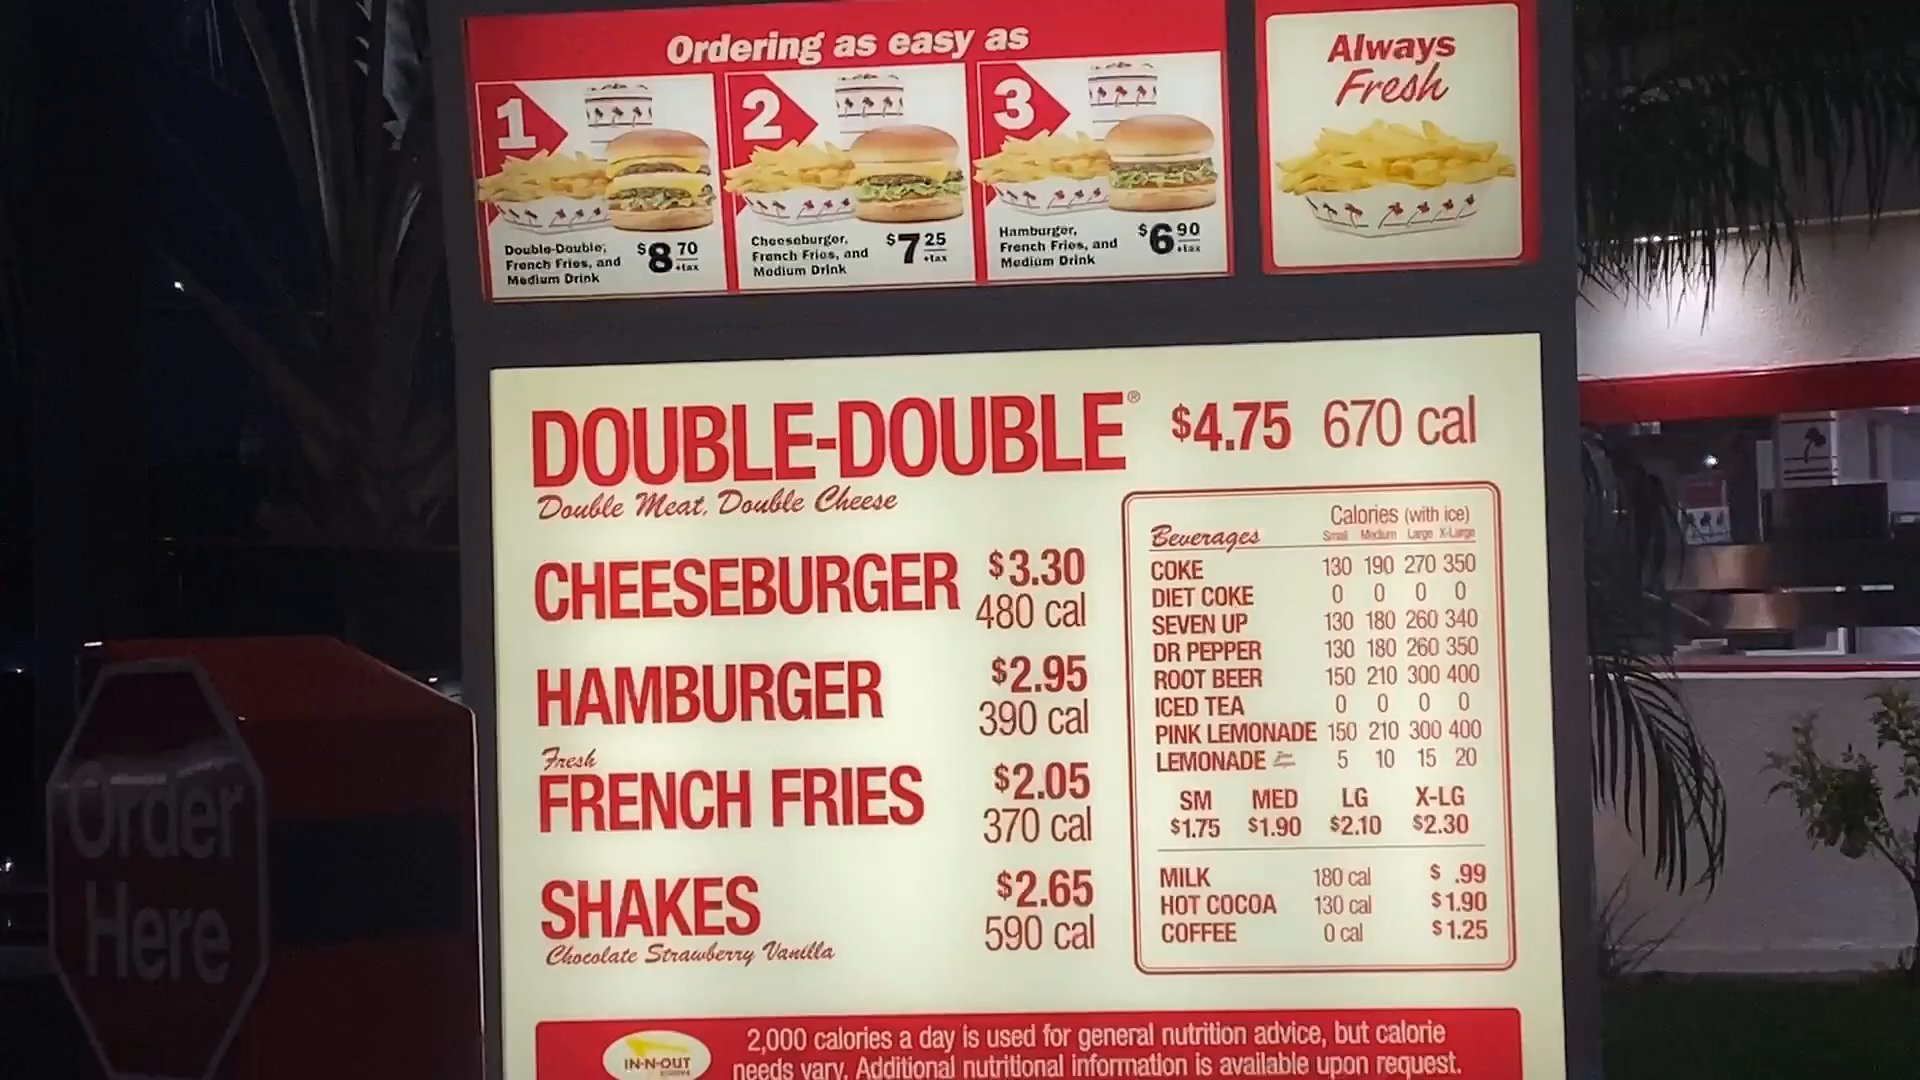 Ordering as easy as
1
Double-Double,
French Fries, and
Medium Drink
$8 70
+tax
2
Cheeseburger,
French Fries, and
Medium Drink
$7 25
+tax
3
Hamburger,
French Fries, and
Medium Drink
$6 90
+tax
Always
Fresh
DOUBLE-DOUBLE® $4.75 670 cal
Double Meat, Double Cheese
CHEESEBURGER $3.30
480 cal
HAMBURGER $2.95
390 cal
Fresh
FRENCH FRIES $2.05
370 cal
SHAKES $2.65
590 cal
Chocolate Strawberry Vanilla
Calories (with ice)
Beverages Small Medium Large X-Large
COKE 130 190 270 350
DIET COKE 0 0 0 0
SEVEN UP 130 180 260 340
DR PEPPER 130 180 260 350
ROOT BEER 150 210 300 400
ICED TEA 0 0 0 0
PINK LEMONADE 150 210 300 400
LEMONADE 5 10 15 20
SM MED LG X-LG
$1.75 $1.90 $2.10 $2.30
MILK 180 cal $ .99
HOT COCOA 130 cal $1.90
COFFEE 0 cal $1.25
IN-N-OUT
2,000 calories a day is used for general nutrition advice, but calorie
needs vary. Additional nutritional information is available upon request.
Order
Here